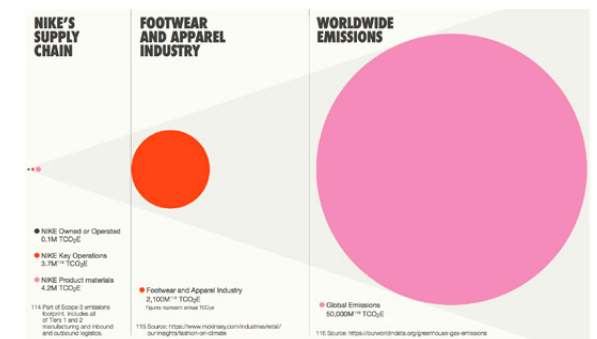 NIKE'S
SUPPLY
CHAIN
NIKE Owned or Operated
0.1M TCO₂E
NIKE Key Operations
3.7M¹¹⁴ TCO₂E
NIKE Product materials
4.2M TCO₂E
114 Part of Scope 3 emissions
footprint. Includes all
of Tiers 1 and 2
manufacturing and inbound
and outbound logistics.
FOOTWEAR
AND APPAREL
INDUSTRY
Footwear and Apparel Industry
2,100M¹¹⁵ TCO₂E
Figures represent annual TCO₂e
115 Source: https://www.mckinsey.com/industries/retail/
our-insights/fashion-on-climate
WORLDWIDE
EMISSIONS
Global Emissions
50,000M¹¹⁶ TCO₂E
116 Source: https://ourworldindata.org/greenhouse-gas-emissions